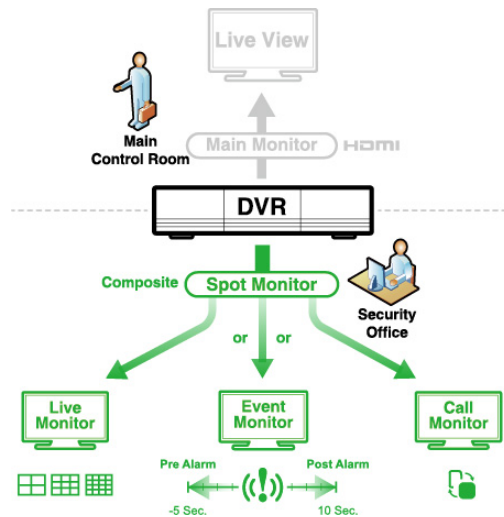 Live View
Main
Control Room
Main Monitor
HDMI
DVR
Composite
Spot Monitor
Security
Office
or
or
Live
Monitor
Event
Monitor
Call
Monitor
Pre Alarm
Post Alarm
-5 Sec.
10 Sec.